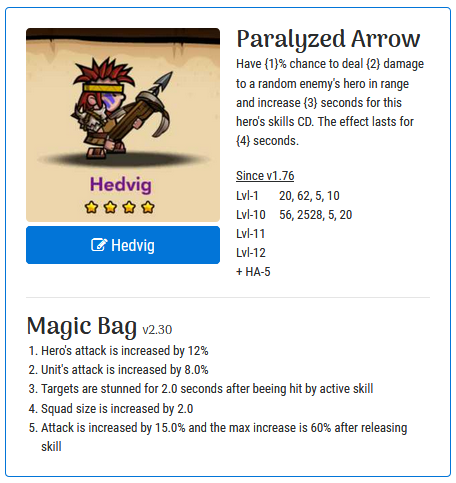 Paralyzed Arrow
Have {1}% chance to deal {2} damage
to a random enemy's hero in range
and increase {3} seconds for this
hero's skills CD. The effect lasts for
{4} seconds.
Since v1.76
Lvl-1 20, 62, 5, 10
Lvl-10 56, 2528, 5, 20
Lvl-11
Lvl-12
+ HA-5
Hedvig
Hedvig
Magic Bag v2.30
1. Hero's attack is increased by 12%
2. Unit's attack is increased by 8.0%
3. Targets are stunned for 2.0 seconds after beeing hit by active skill
4. Squad size is increased by 2.0
5. Attack is increased by 15.0% and the max increase is 60% after releasing
skill